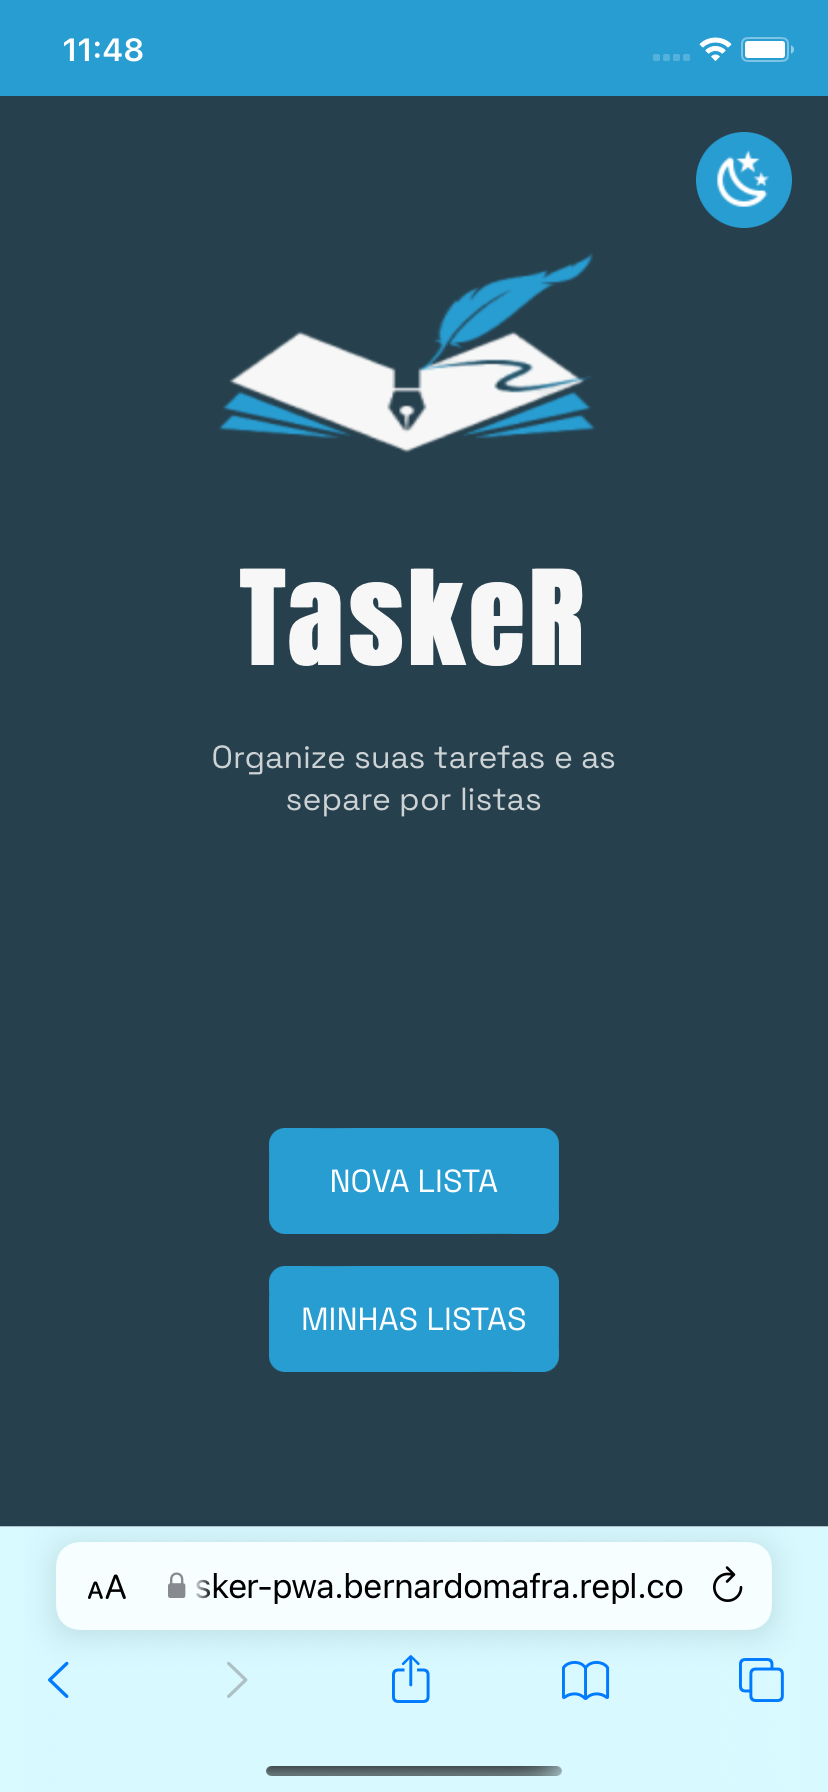 11:48
TaskeR
Organize suas tarefas e as
separe por listas
NOVA LISTA
MINHAS LISTAS
AA
sker-pwa.bernardomafra.repl.co